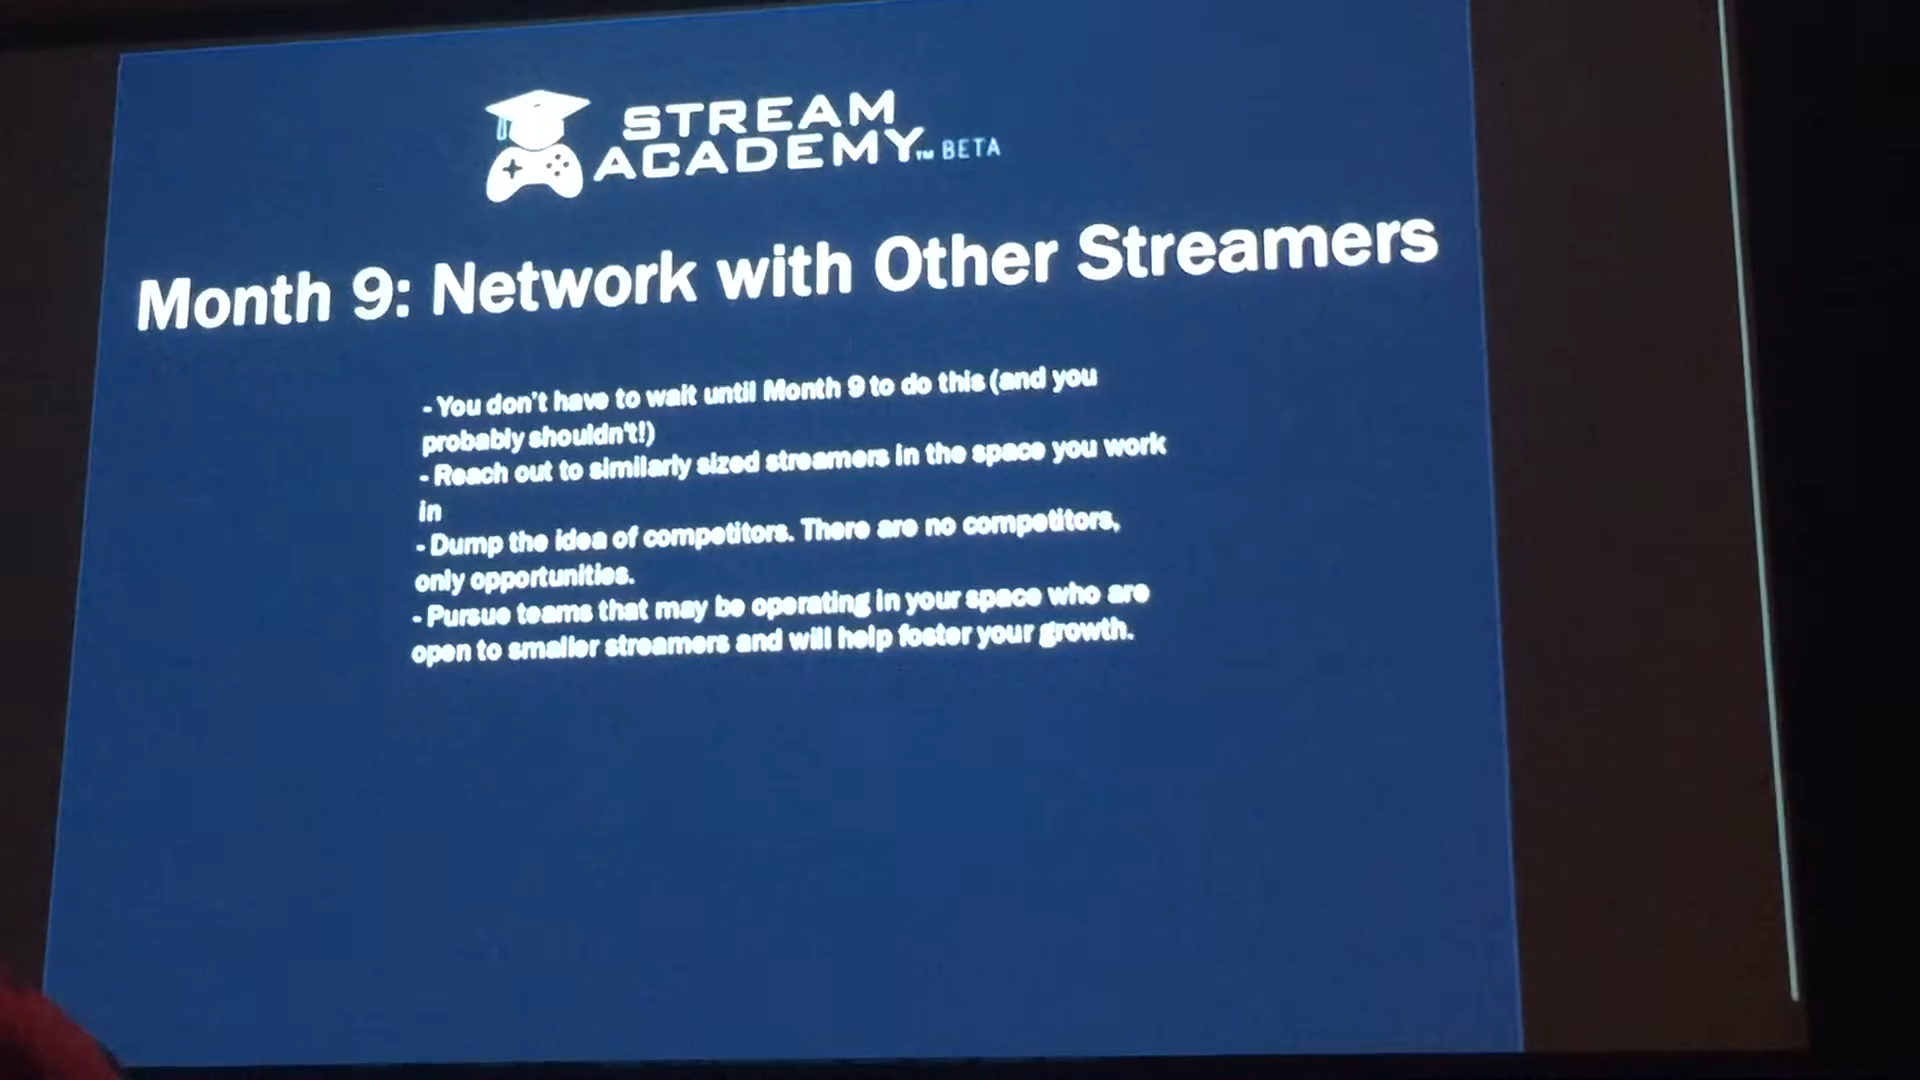 STREAM
ACADEMY™ BETA
Month 9: Network with Other Streamers
- You don't have to wait until Month 9 to do this (and you
probably shouldn't!)
- Reach out to similarly sized streamers in the space you work
in
- Dump the idea of competitors. There are no competitors,
only opportunities.
- Pursue teams that may be operating in your space who are
open to smaller streamers and will help foster your growth.